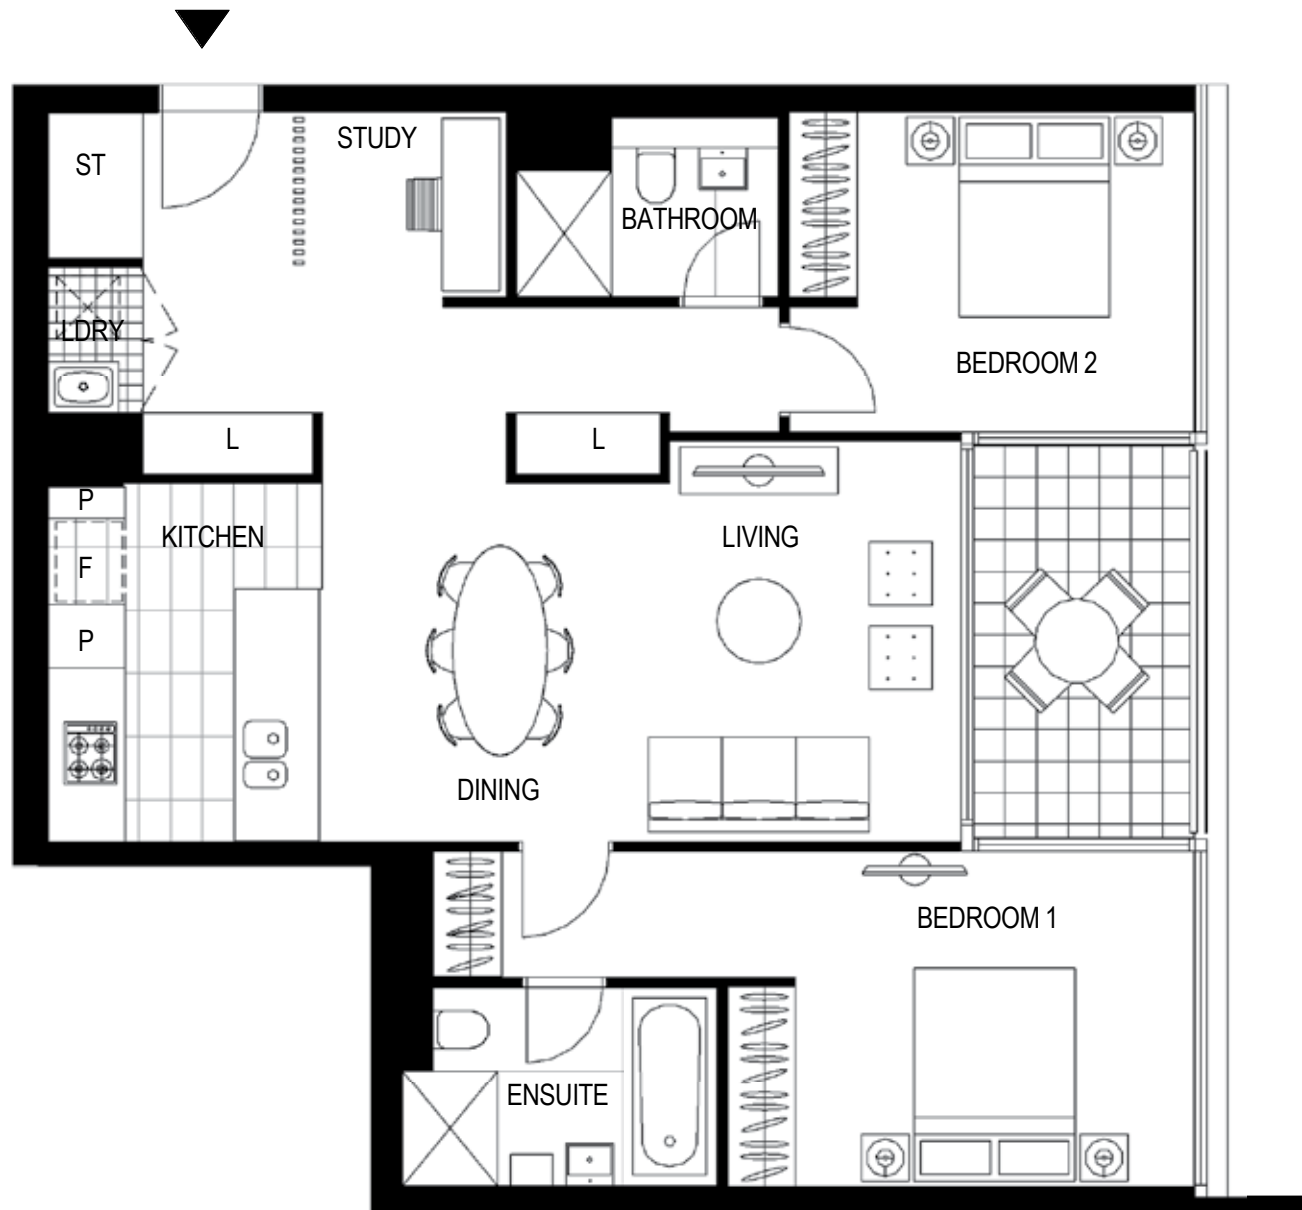 STUDY
ST
BATHROOM
LDRY
BEDROOM 2
L
L
P
KITCHEN
LIVING
F
P
DINING
BEDROOM 1
ENSUITE